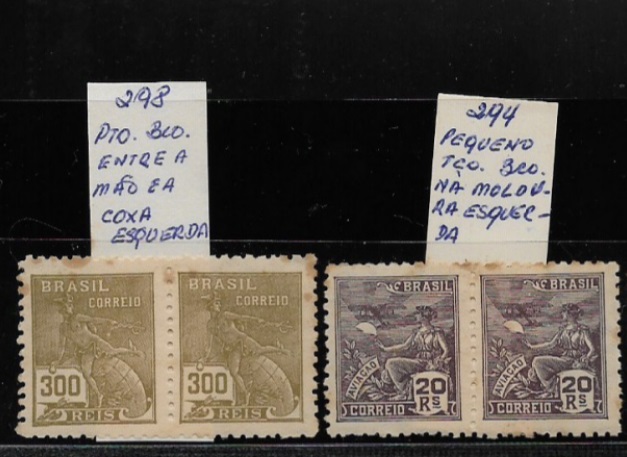 298
PTO. BCO.
ENTRE A
MÃO E A
COXA
ESQUERDA
294
PEQUENO
TÇO. BCO.
NA MOLDU-
RA ESQUER-
DA
BRASIL
CORREIO
300
REIS
BRASIL
CORREIO
300
REIS
BRASIL
AVIAÇÃO
20
RS
CORREIO
BRASIL
AVIAÇÃO
20
RS
CORREIO